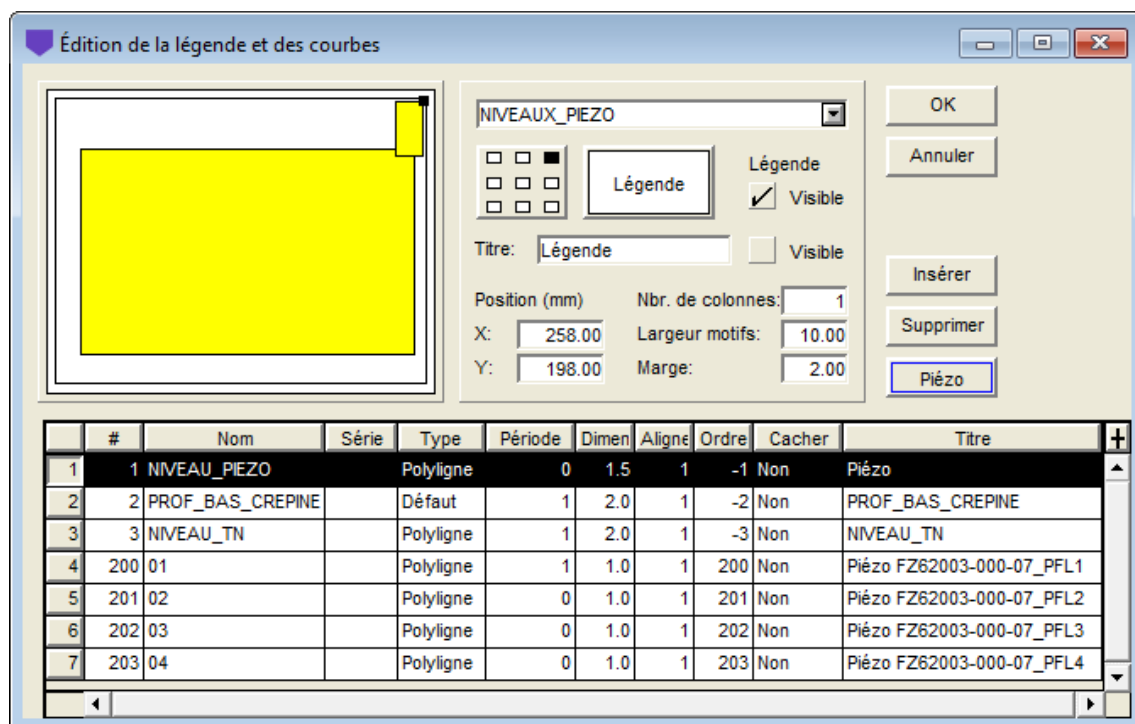 Édition de la légende et des courbes
NIVEAUX_PIEZO
OK
Annuler
Légende
Légende
Visible
Titre: Légende
Visible
Insérer
Position (mm) Nbr. de colonnes: 1
Supprimer
X: 258.00 Largeur motifs: 10.00
Y: 198.00 Marge: 2.00
Piézo
# Nom Série Type Période Dimen Aligne Ordre Cacher Titre +
1 1 NIVEAU_PIEZO Polyligne 0 1.5 1 -1 Non Piézo
2 2 PROF_BAS_CREPINE Défaut 1 2.0 1 -2 Non PROF_BAS_CREPINE
3 3 NIVEAU_TN Polyligne 1 2.0 1 -3 Non NIVEAU_TN
4 200 01 Polyligne 1 1.0 1 200 Non Piézo FZ62003-000-07_PFL1
5 201 02 Polyligne 0 1.0 1 201 Non Piézo FZ62003-000-07_PFL2
6 202 03 Polyligne 0 1.0 1 202 Non Piézo FZ62003-000-07_PFL3
7 203 04 Polyligne 0 1.0 1 203 Non Piézo FZ62003-000-07_PFL4